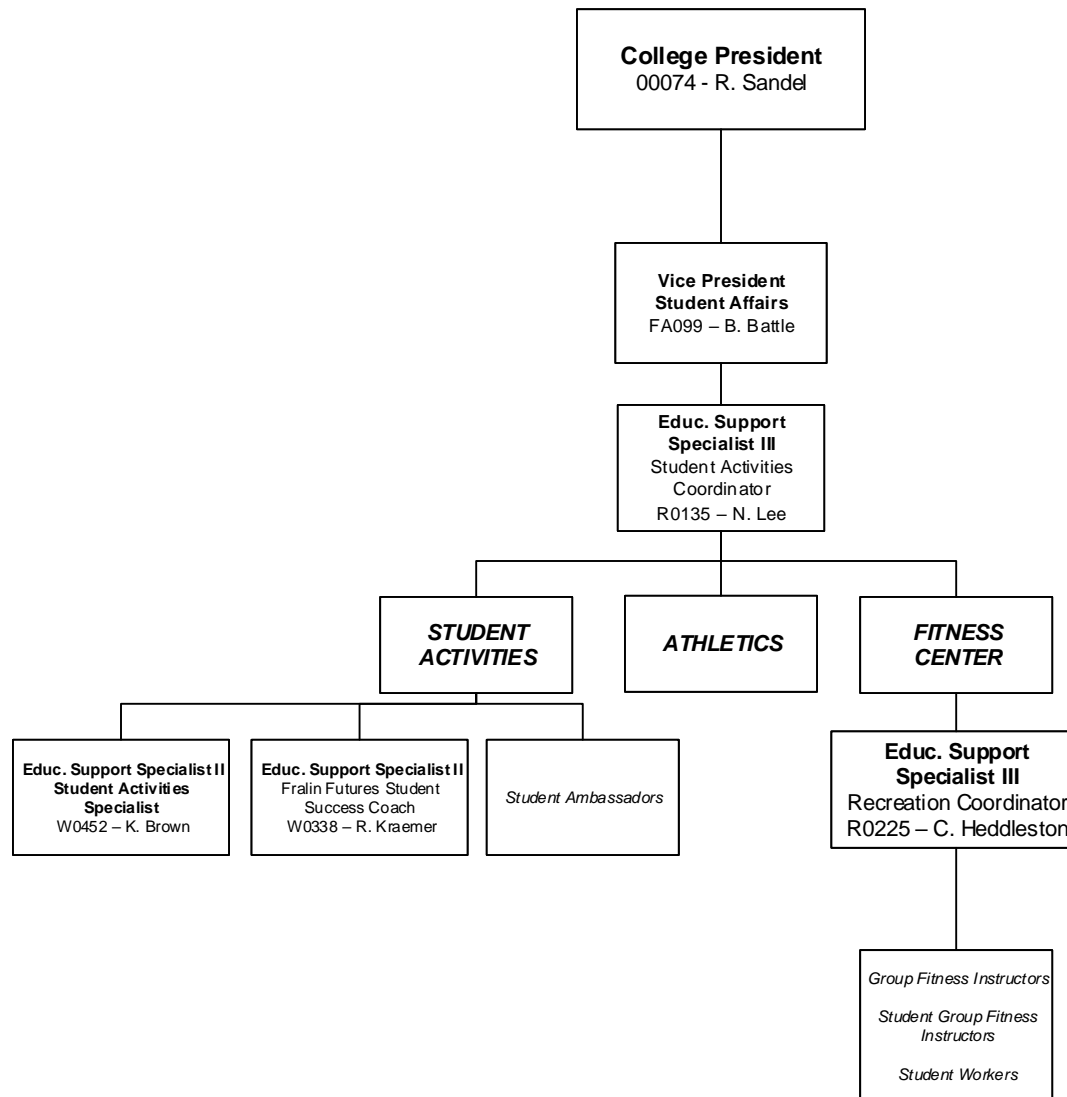 College President
00074 - R. Sandel
Vice President
Student Affairs
FA099 – B. Battle
Educ. Support
Specialist III
Student Activities
Coordinator
R0135 – N. Lee
STUDENT
ACTIVITIES
ATHLETICS
FITNESS
CENTER
Educ. Support Specialist II
Student Activities
Specialist
W0452 – K. Brown
Educ. Support Specialist II
Fralin Futures Student
Success Coach
W0338 – R. Kraemer
Student Ambassadors
Educ. Support
Specialist III
Recreation Coordinator
R0225 – C. Heddleston
Group Fitness Instructors
Student Group Fitness
Instructors
Student Workers